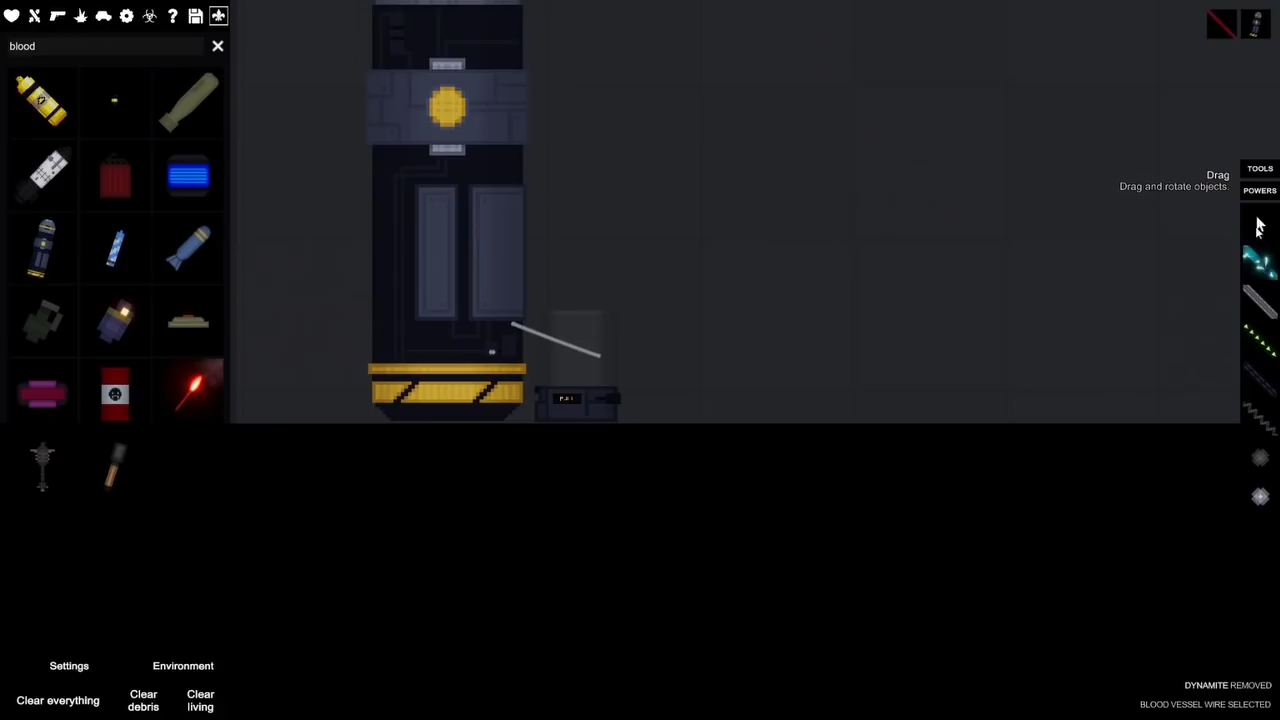 blood
Drag
Drag and rotate objects.
TOOLS
POWERS
Settings
Environment
Clear everything
Clear
debris
Clear
living
DYNAMITE REMOVED
BLOOD VESSEL WIRE SELECTED